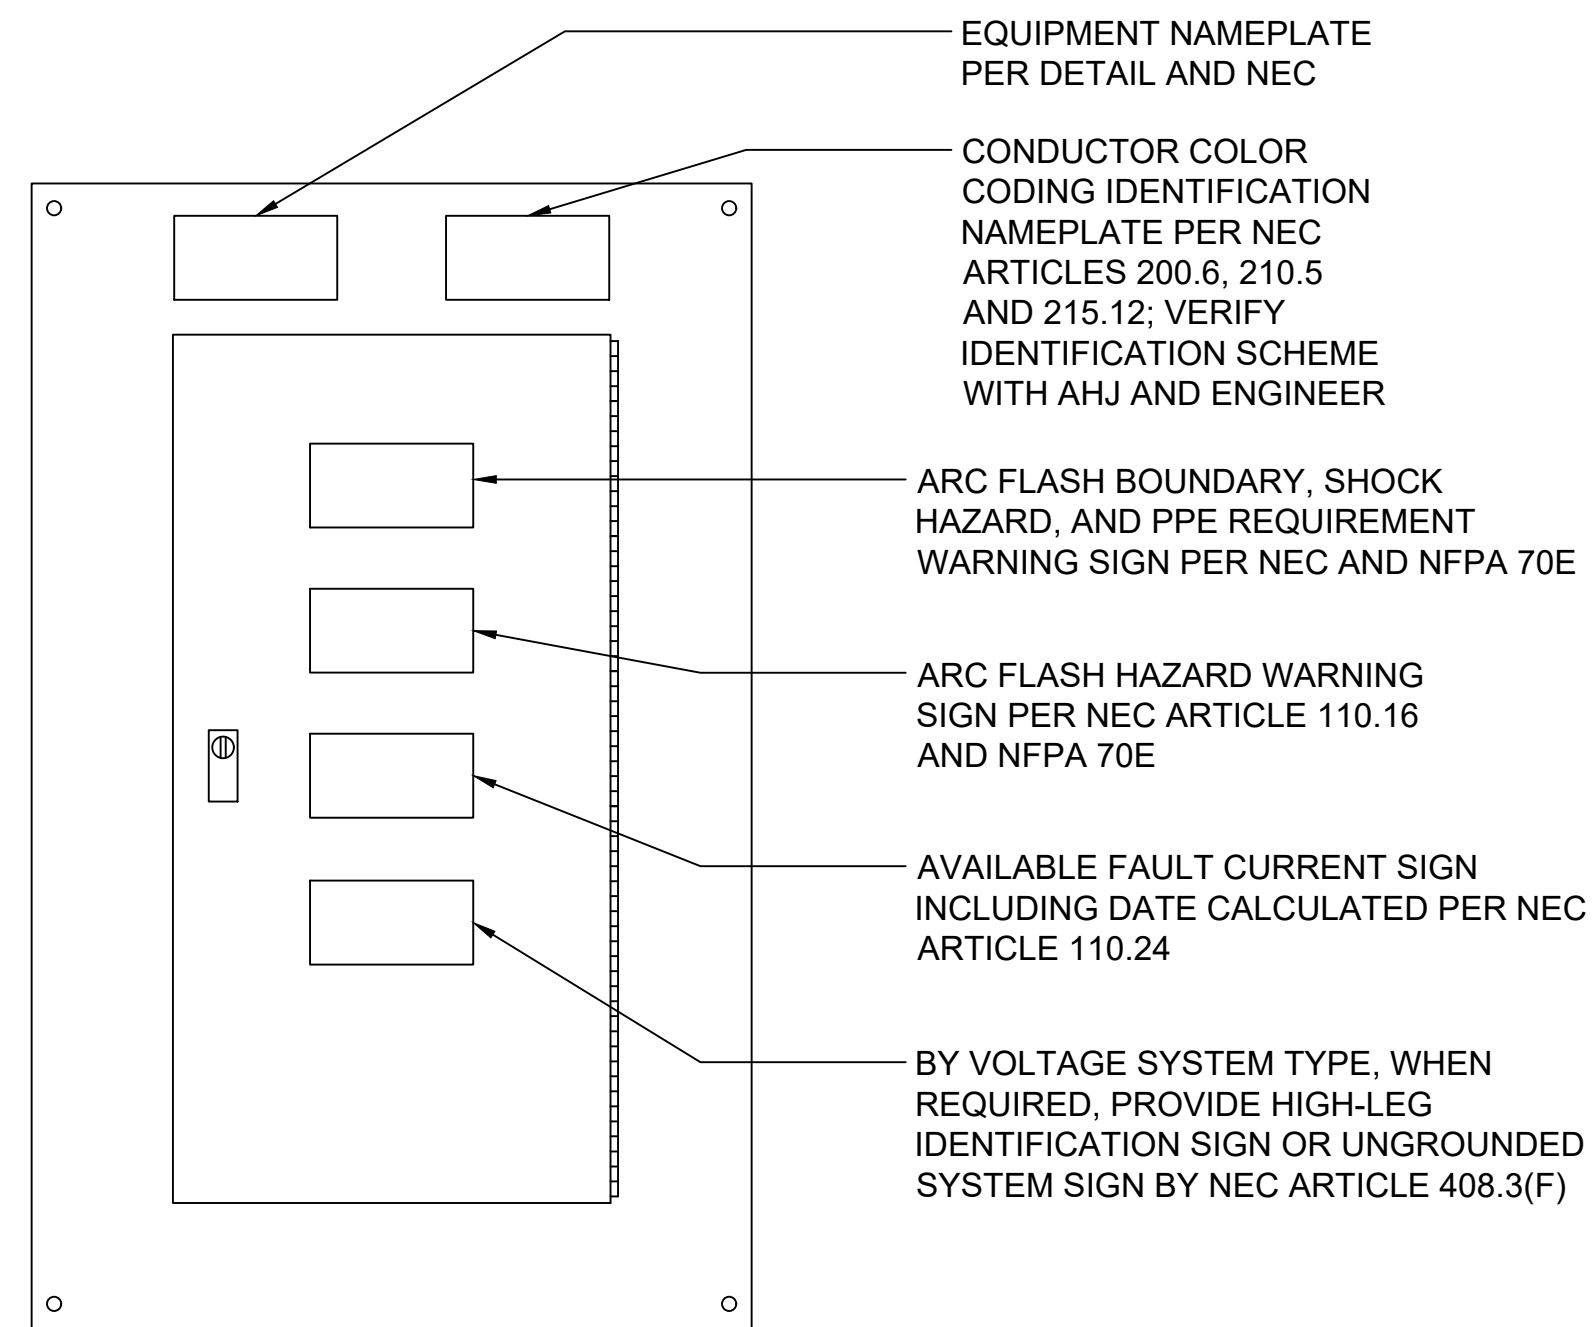 EQUIPMENT NAMEPLATE
PER DETAIL AND NEC
CONDUCTOR COLOR
CODING IDENTIFICATION
NAMEPLATE PER NEC
ARTICLES 200.6, 210.5
AND 215.12; VERIFY
IDENTIFICATION SCHEME
WITH AHJ AND ENGINEER
ARC FLASH BOUNDARY, SHOCK
HAZARD, AND PPE REQUIREMENT
WARNING SIGN PER NEC AND NFPA 70E
ARC FLASH HAZARD WARNING
SIGN PER NEC ARTICLE 110.16
AND NFPA 70E
AVAILABLE FAULT CURRENT SIGN
INCLUDING DATE CALCULATED PER NEC
ARTICLE 110.24
BY VOLTAGE SYSTEM TYPE, WHEN
REQUIRED, PROVIDE HIGH-LEG
IDENTIFICATION SIGN OR UNGROUNDED
SYSTEM SIGN BY NEC ARTICLE 408.3(F)